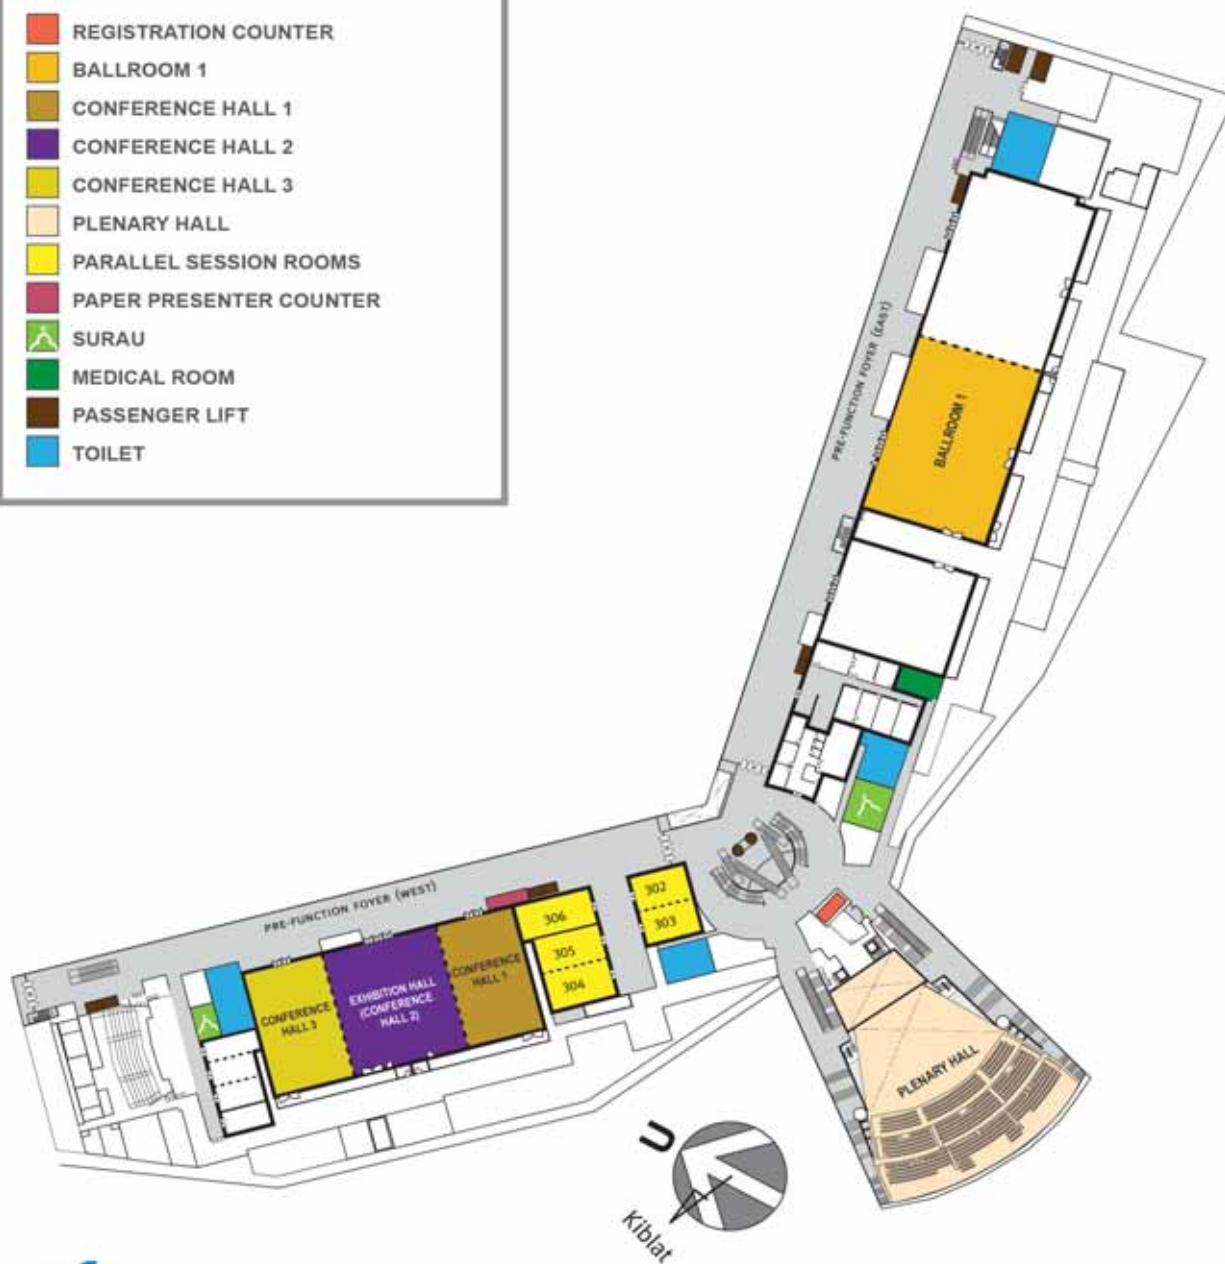 REGISTRATION COUNTER
BALLROOM 1
CONFERENCE HALL 1
CONFERENCE HALL 2
CONFERENCE HALL 3
PLENARY HALL
PARALLEL SESSION ROOMS
PAPER PRESENTER COUNTER
SURAU
MEDICAL ROOM
PASSENGER LIFT
TOILET
PRE-FUNCTION FOYER (EAST)
BALLROOM 1
PRE-FUNCTION FOYER (WEST)
302
303
306
305
304
CONFERENCE
HALL 1
EXHIBITION HALL
(CONFERENCE
HALL 2)
CONFERENCE
HALL 3
PLENARY HALL
U
Kiblat